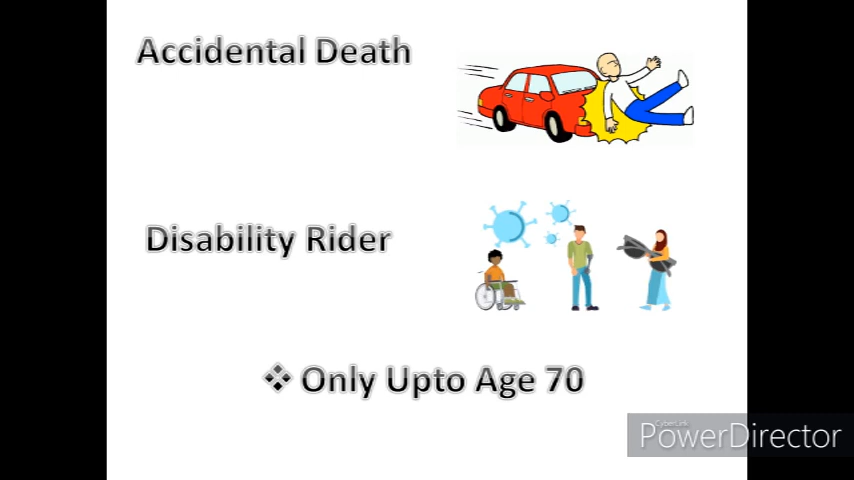 Accidental Death
Disability Rider
❖ Only Upto Age 70
CyberLink
PowerDirector